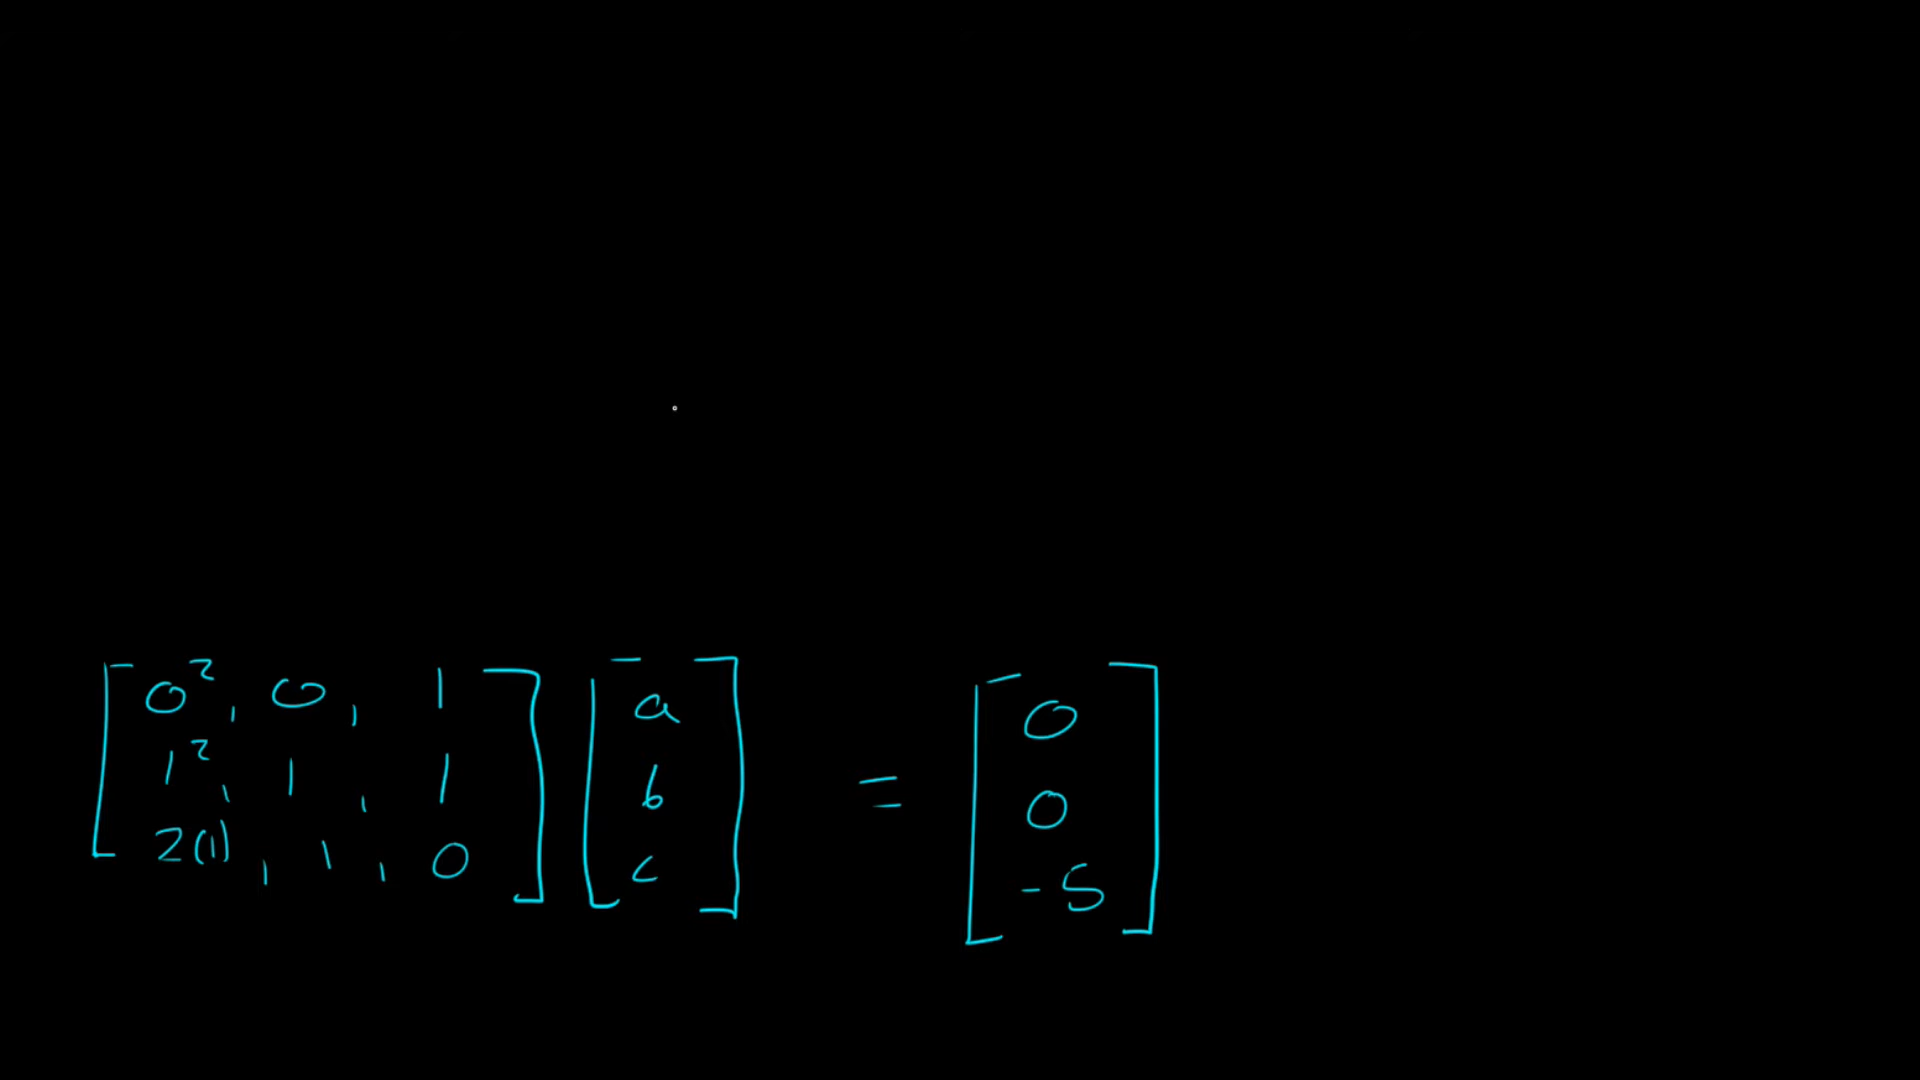 [0², 0, 1] [a] = [0]
[1², 1, 1] [b] [0]
[2(1), 1, 0] [c] [-5]